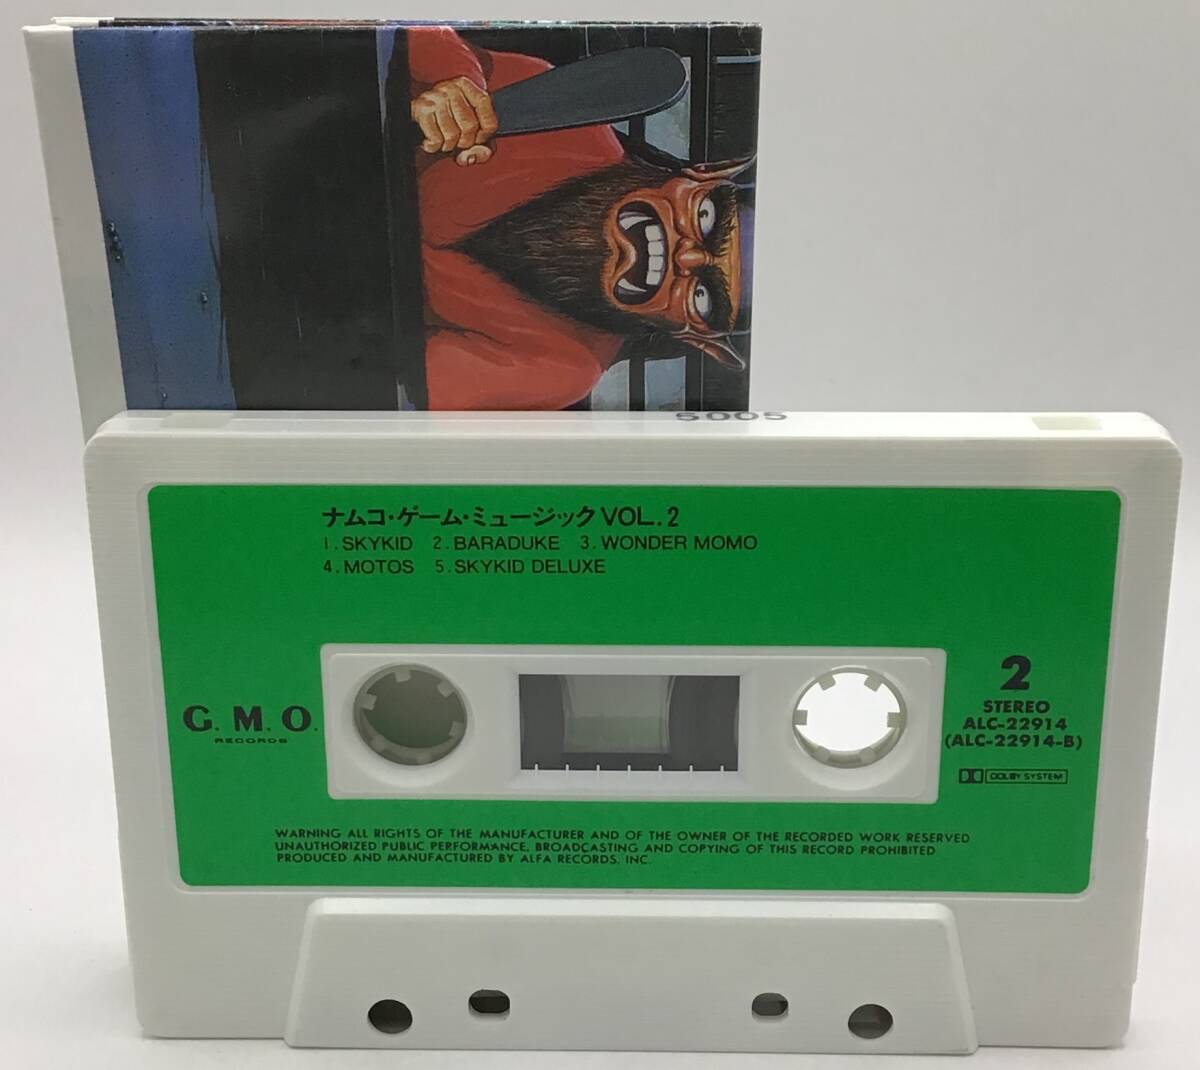 5005
ナムコ・ゲーム・ミュージック VOL.2
1. SKYKID 2. BARADUKE 3. WONDER MOMO
4. MOTOS 5. SKYKID DELUXE
G.M.O.
RECORDS
2
STEREO
ALC-22914
(ALC-22914-B)
DOLBY SYSTEM
WARNING ALL RIGHTS OF THE MANUFACTURER AND OF THE OWNER OF THE RECORDED WORK RESERVED
UNAUTHORIZED PUBLIC PERFORMANCE, BROADCASTING AND COPYING OF THIS RECORD PROHIBITED
PRODUCED AND MANUFACTURED BY ALFA RECORDS, INC.